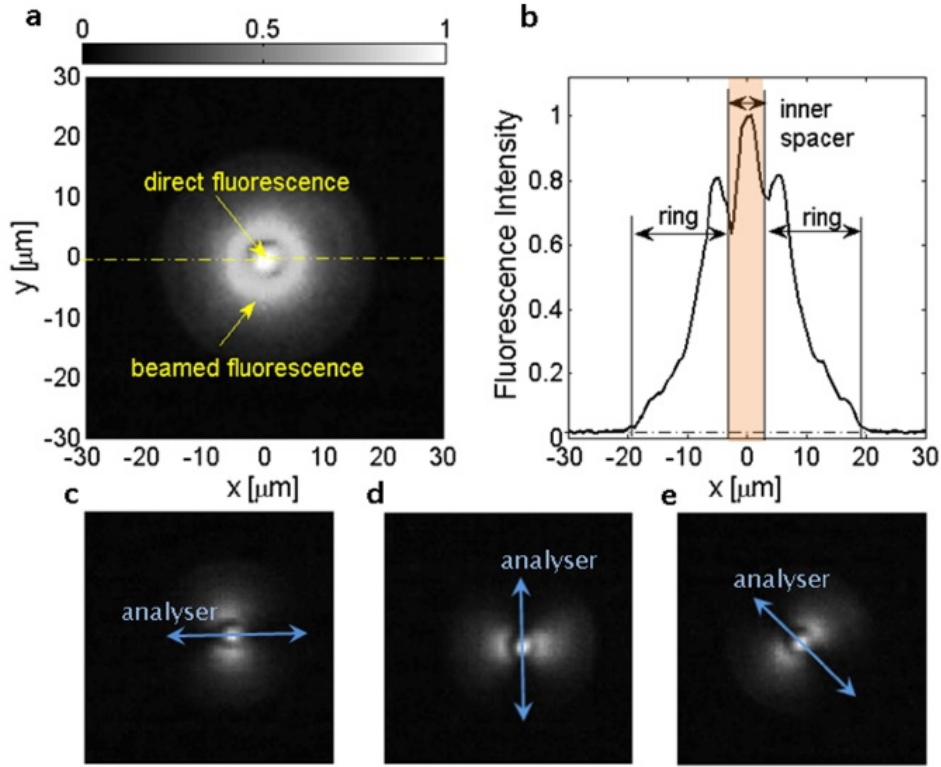 a
0 0.5 1
30
20
10
0
-10
-20
-30
y [μm]
direct fluorescence
beamed fluorescence
-30 -20 -10 0 10 20 30
x [μm]
b
Fluorescence Intensity
1
0.8
0.6
0.4
0.2
0
inner
spacer
ring
ring
-30 -20 -10 0 10 20 30
x [μm]
c
analyser
d
analyser
e
analyser